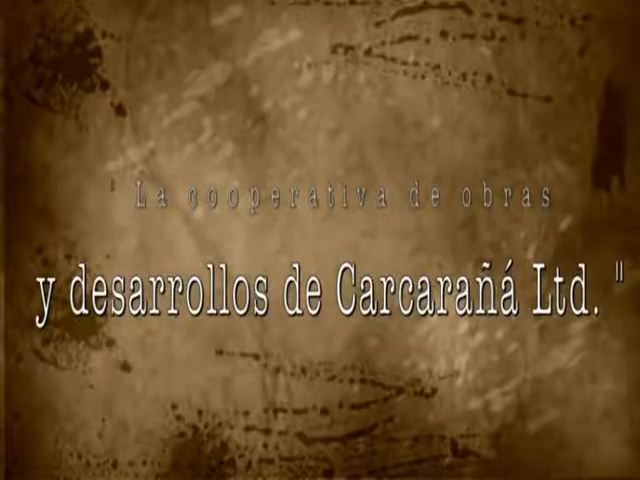 " La cooperativa de obras
y desarrollos de Carcarañá Ltd. "